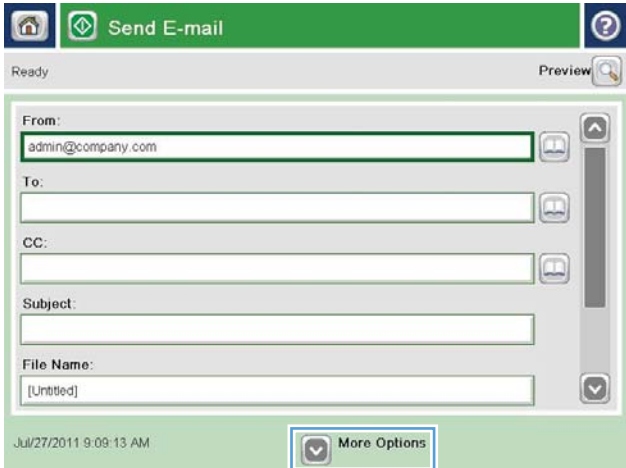 Send E-mail
Ready Preview
From:
admin@company.com
To:
CC:
Subject:
File Name:
[Untitled]
Jul/27/2011 9:09:13 AM More Options